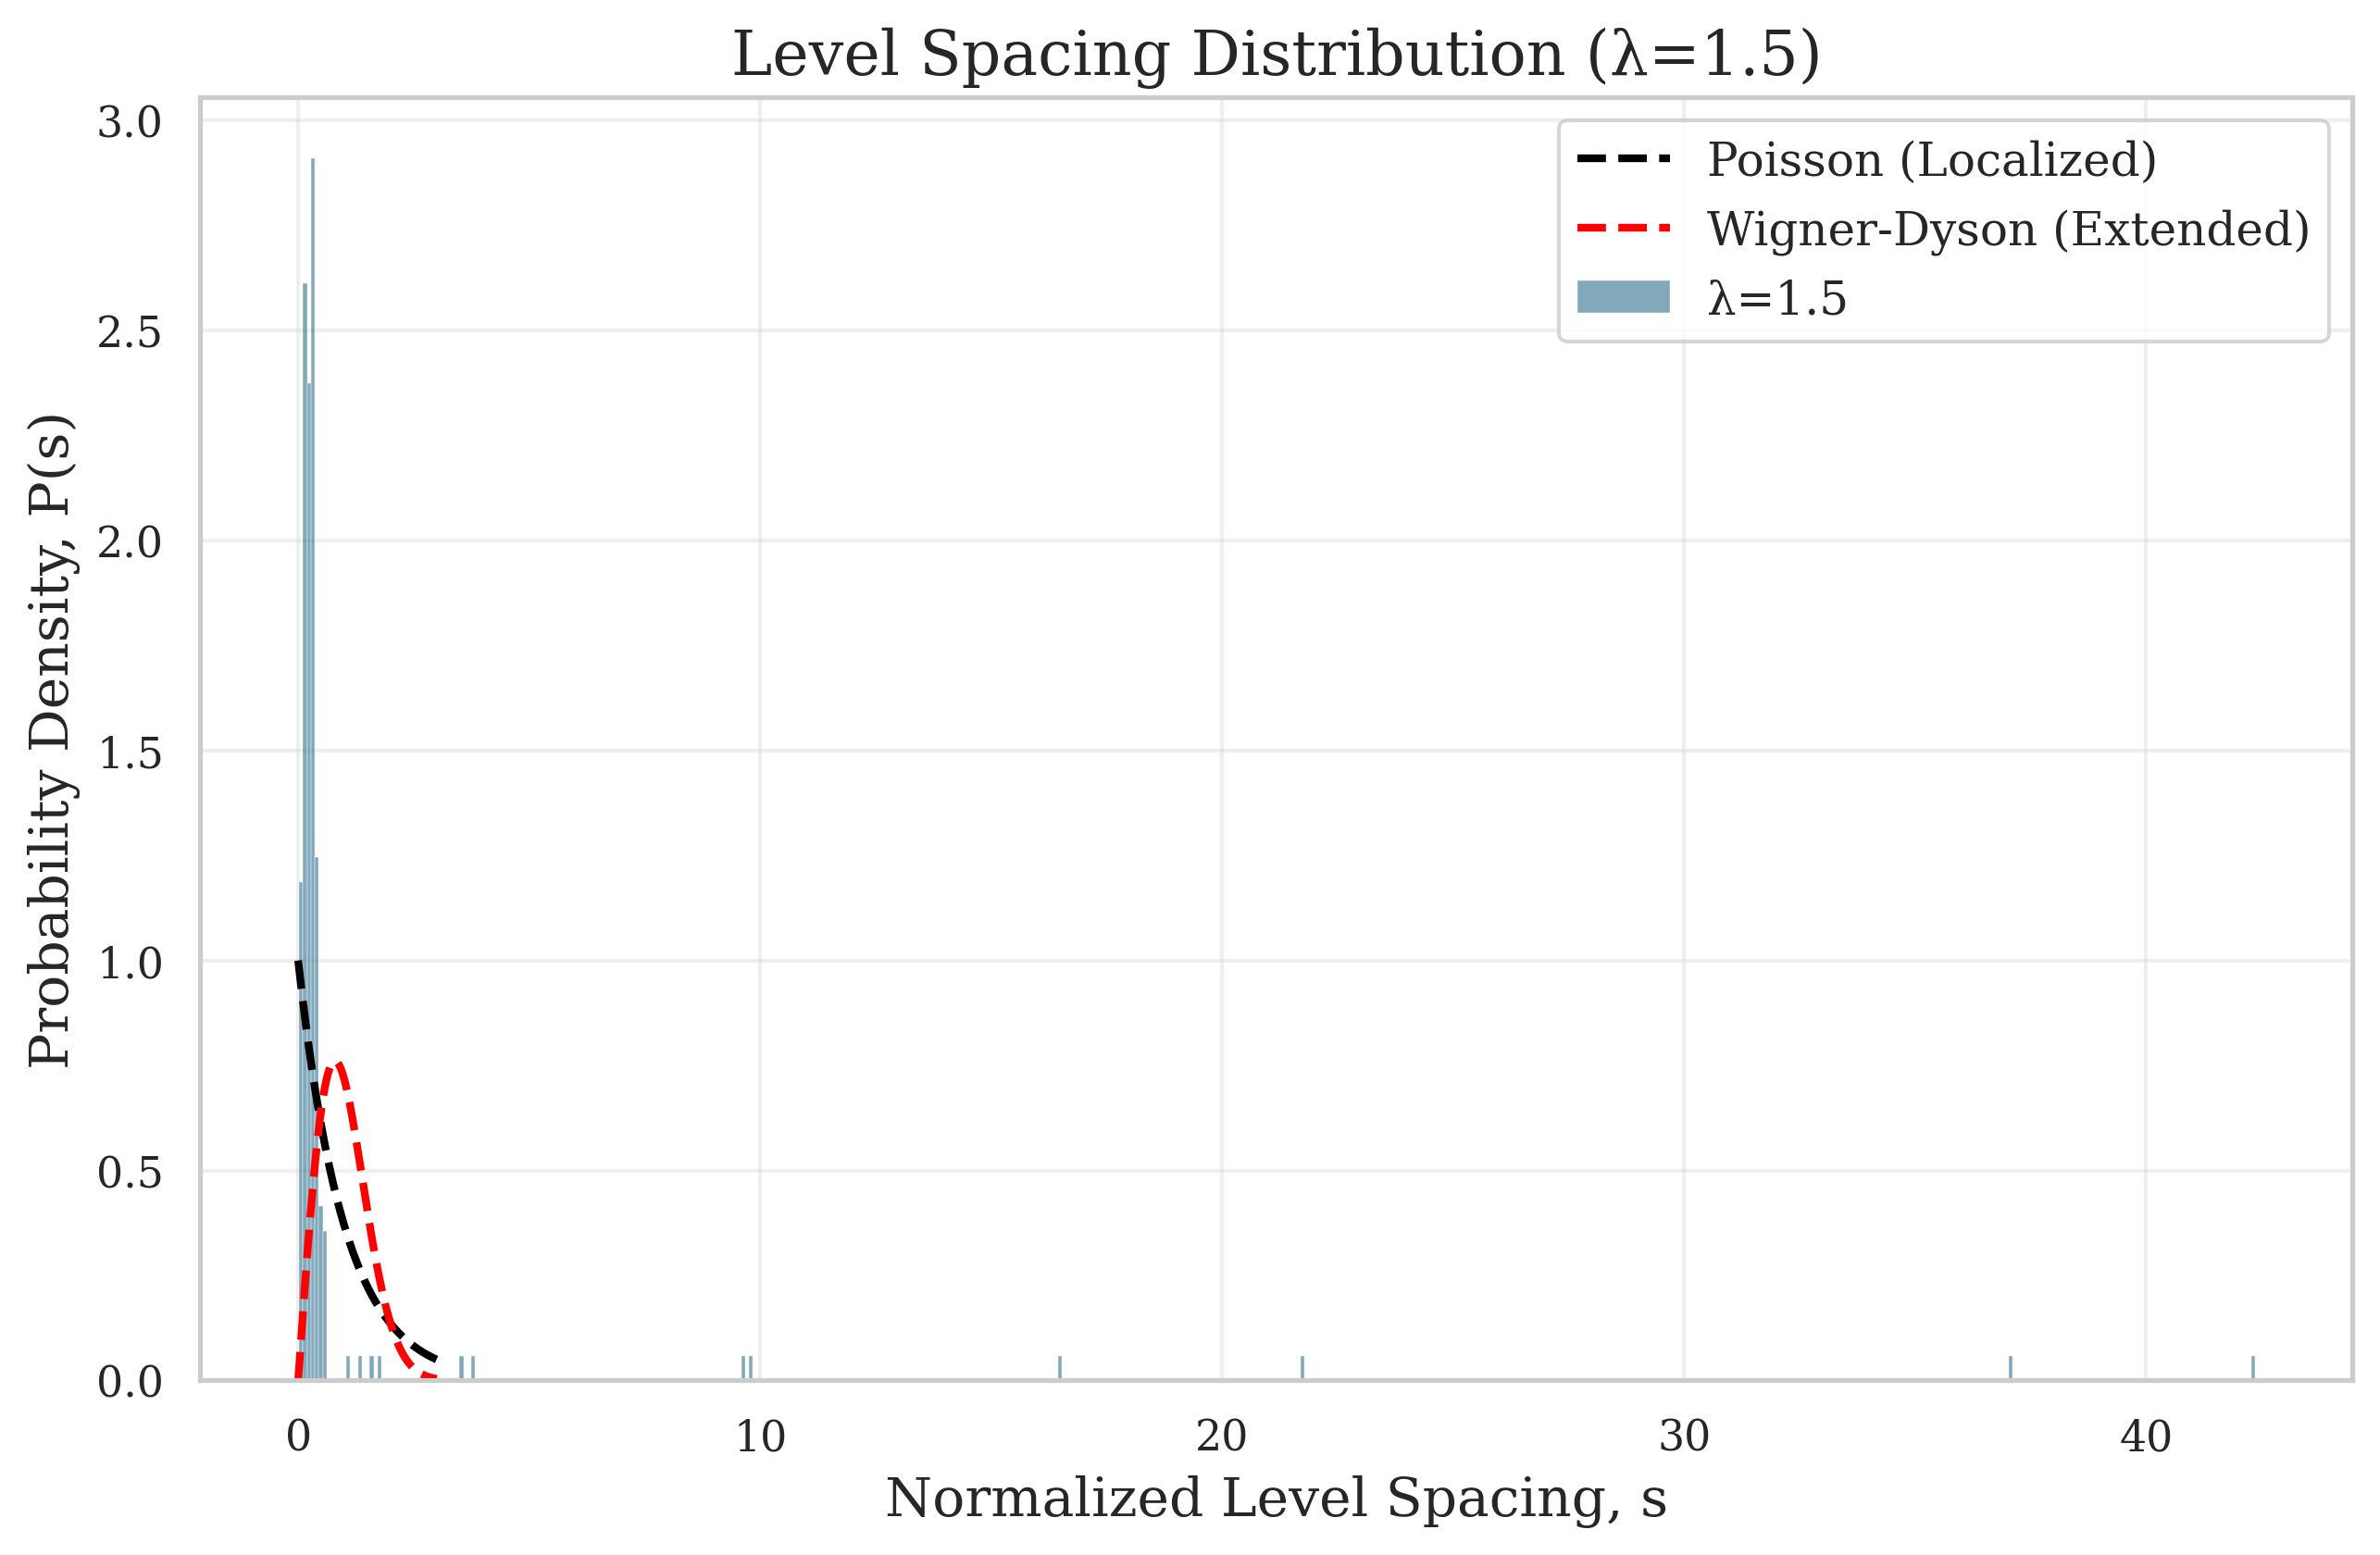 Level Spacing Distribution (λ=1.5)
Probability Density, P(s)
3.0
2.5
2.0
1.5
1.0
0.5
0.0
Poisson (Localized)
Wigner-Dyson (Extended)
λ=1.5
0 10 20 30 40
Normalized Level Spacing, s